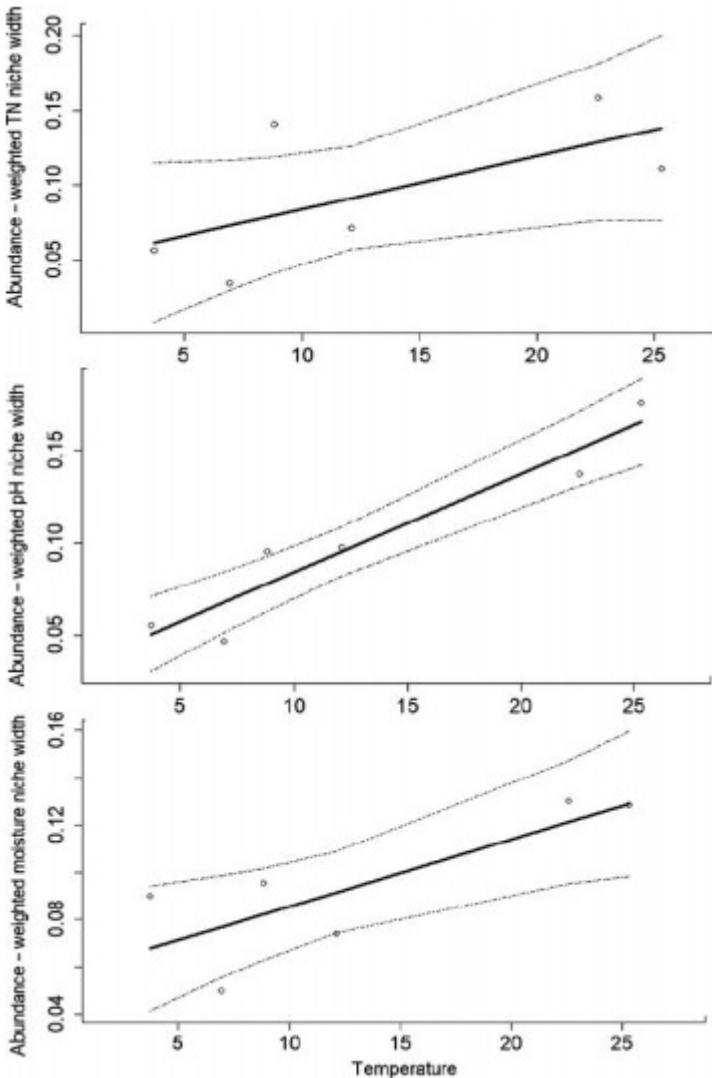 Abundance – weighted TN niche width
0.20
0.15
0.10
0.05
5 10 15 20 25
Abundance – weighted pH niche width
0.15
0.10
0.05
5 10 15 20 25
Abundance – weighted moisture niche width
0.16
0.12
0.08
0.04
5 10 15 20 25
Temperature